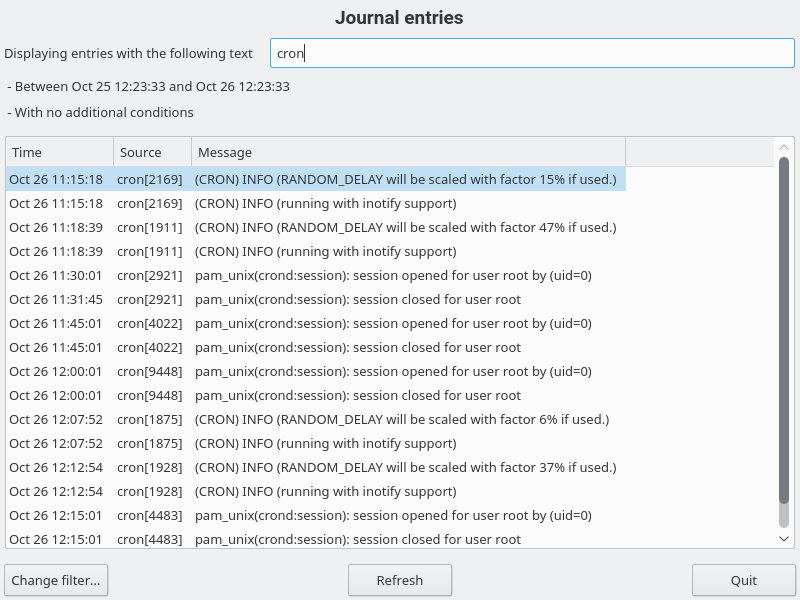 Journal entries
Displaying entries with the following text cron
- Between Oct 25 12:23:33 and Oct 26 12:23:33
- With no additional conditions
Time Source Message
Oct 26 11:15:18 cron[2169] (CRON) INFO (RANDOM_DELAY will be scaled with factor 15% if used.)
Oct 26 11:15:18 cron[2169] (CRON) INFO (running with inotify support)
Oct 26 11:18:39 cron[1911] (CRON) INFO (RANDOM_DELAY will be scaled with factor 47% if used.)
Oct 26 11:18:39 cron[1911] (CRON) INFO (running with inotify support)
Oct 26 11:30:01 cron[2921] pam_unix(crond:session): session opened for user root by (uid=0)
Oct 26 11:31:45 cron[2921] pam_unix(crond:session): session closed for user root
Oct 26 11:45:01 cron[4022] pam_unix(crond:session): session opened for user root by (uid=0)
Oct 26 11:45:01 cron[4022] pam_unix(crond:session): session closed for user root
Oct 26 12:00:01 cron[9448] pam_unix(crond:session): session opened for user root by (uid=0)
Oct 26 12:00:01 cron[9448] pam_unix(crond:session): session closed for user root
Oct 26 12:07:52 cron[1875] (CRON) INFO (RANDOM_DELAY will be scaled with factor 6% if used.)
Oct 26 12:07:52 cron[1875] (CRON) INFO (running with inotify support)
Oct 26 12:12:54 cron[1928] (CRON) INFO (RANDOM_DELAY will be scaled with factor 37% if used.)
Oct 26 12:12:54 cron[1928] (CRON) INFO (running with inotify support)
Oct 26 12:15:01 cron[4483] pam_unix(crond:session): session opened for user root by (uid=0)
Oct 26 12:15:01 cron[4483] pam_unix(crond:session): session closed for user root
Change filter... Refresh Quit